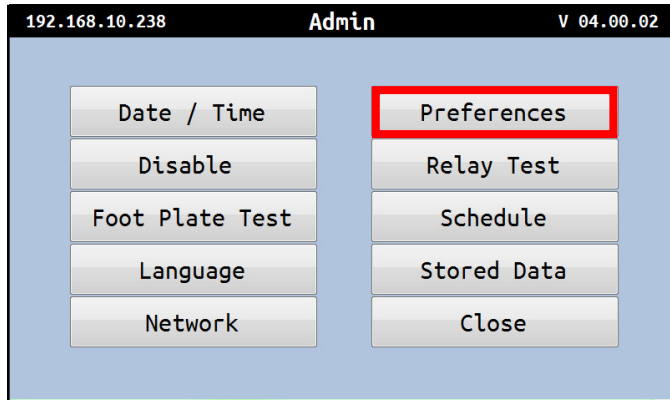 192.168.10.238 Admin V 04.00.02
Date / Time Preferences
Disable Relay Test
Foot Plate Test Schedule
Language Stored Data
Network Close